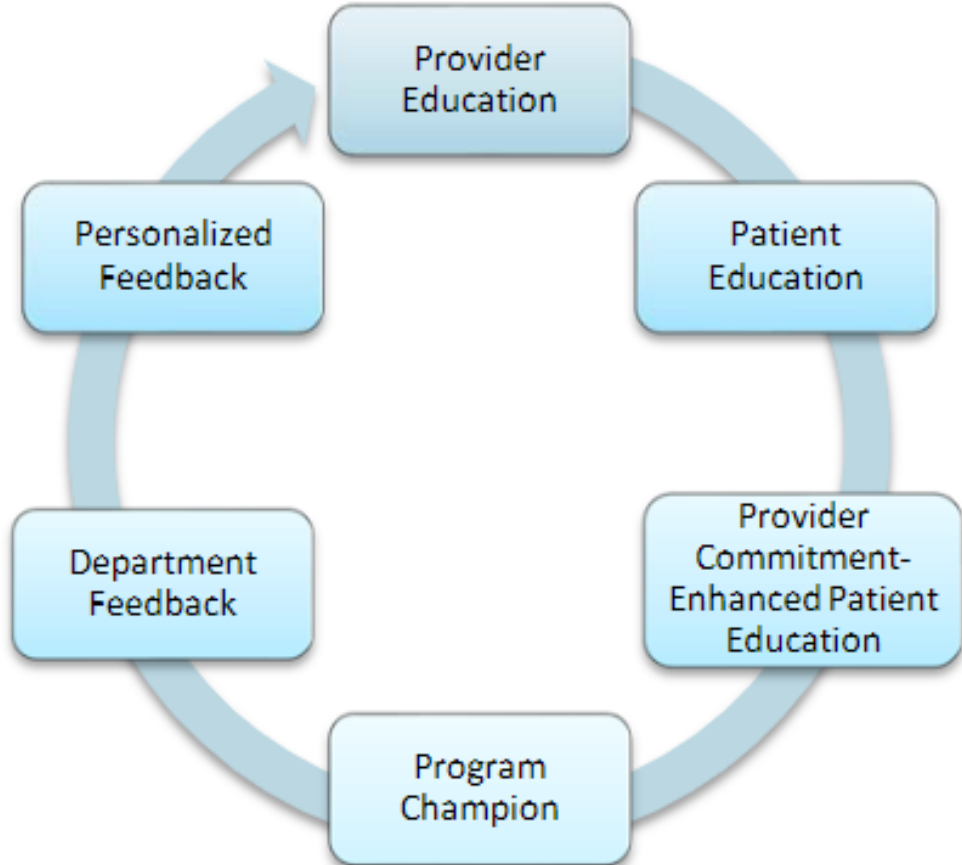 Provider
Education
Patient
Education
Provider
Commitment-
Enhanced Patient
Education
Program
Champion
Department
Feedback
Personalized
Feedback